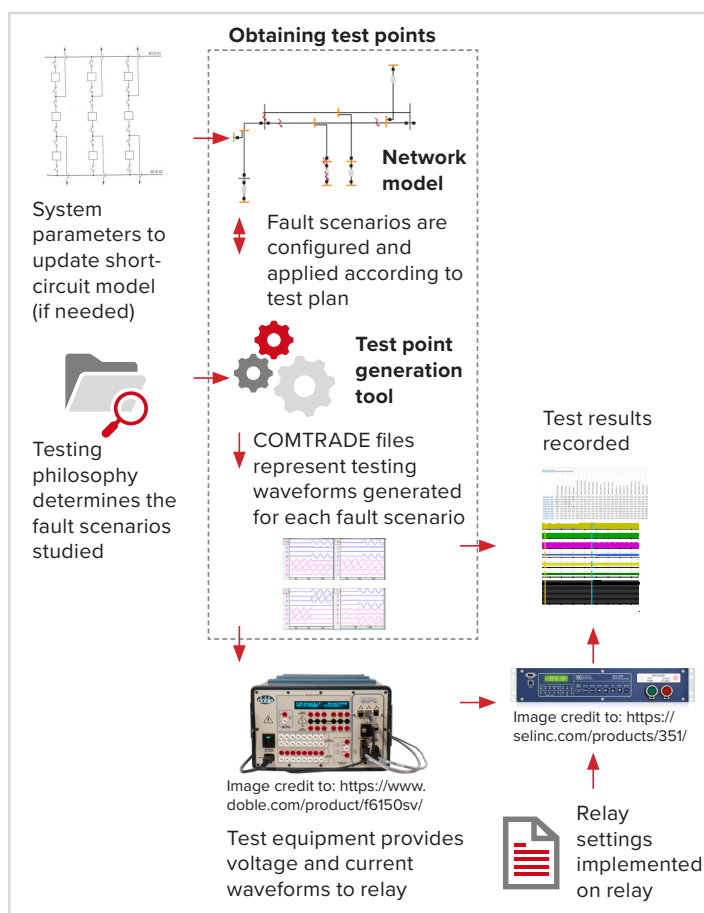 Obtaining test points
Network
model
System
parameters to
update short-
circuit model
(if needed)
Fault scenarios are
configured and
applied according to
test plan
Test point
generation
tool
Testing
philosophy
determines the
fault scenarios
studied
COMTRADE files
represent testing
waveforms generated
for each fault scenario
Test results
recorded
Image credit to: https://www.
doble.com/product/f6150sv/
Test equipment provides
voltage and current
waveforms to relay
Image credit to: https://
selinc.com/products/351/
Relay
settings
implemented
on relay